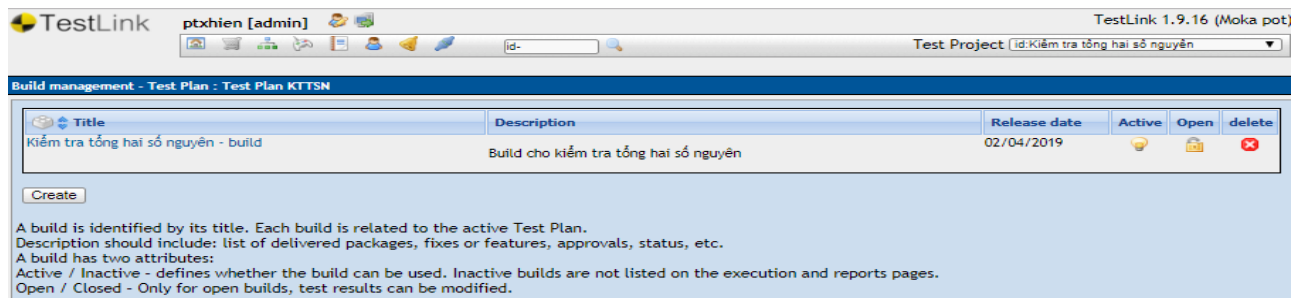 TestLink ptxhien [admin] TestLink 1.9.16 (Moka pot)
id- Test Project id:Kiểm tra tổng hai số nguyên
Build management - Test Plan : Test Plan KTTSN
Title Description Release date Active Open delete
Kiểm tra tổng hai số nguyên - build Build cho kiểm tra tổng hai số nguyên 02/04/2019
Create
A build is identified by its title. Each build is related to the active Test Plan.
Description should include: list of delivered packages, fixes or features, approvals, status, etc.
A build has two attributes:
Active / Inactive - defines whether the build can be used. Inactive builds are not listed on the execution and reports pages.
Open / Closed - Only for open builds, test results can be modified.